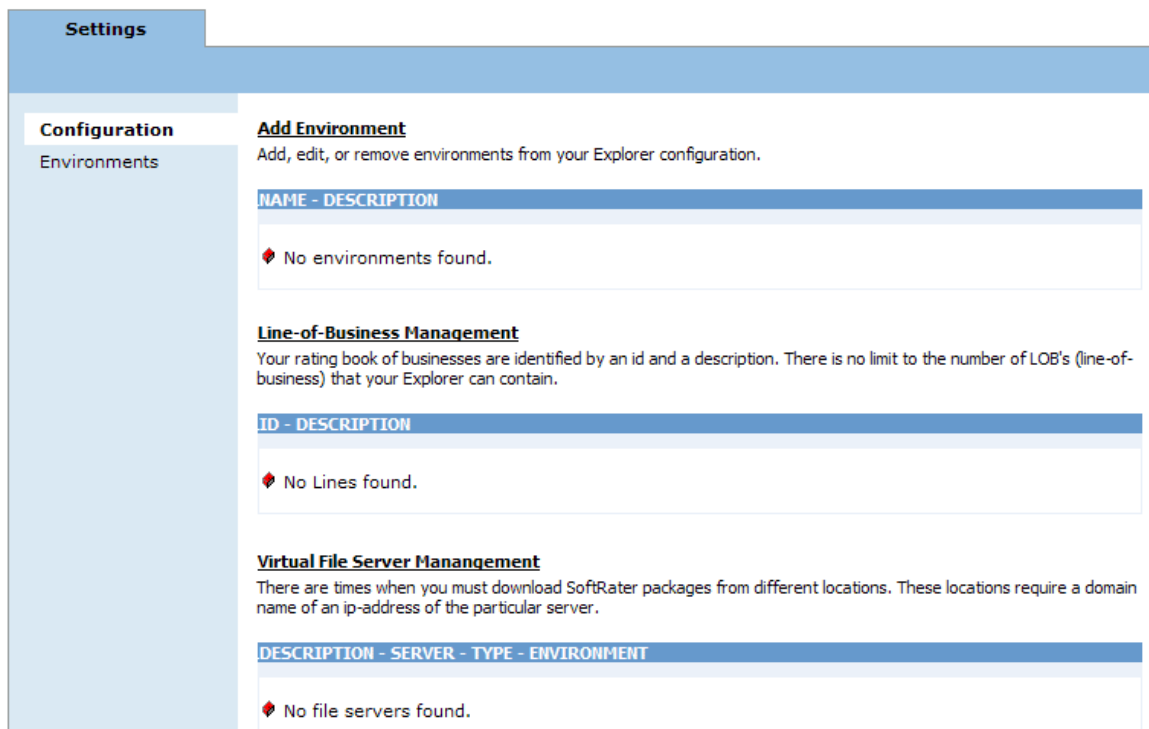 Settings
Configuration
Environments
Add Environment
Add, edit, or remove environments from your Explorer configuration.
NAME - DESCRIPTION
No environments found.
Line-of-Business Management
Your rating book of businesses are identified by an id and a description. There is no limit to the number of LOB's (line-of-
business) that your Explorer can contain.
ID - DESCRIPTION
No Lines found.
Virtual File Server Manangement
There are times when you must download SoftRater packages from different locations. These locations require a domain
name of an ip-address of the particular server.
DESCRIPTION - SERVER - TYPE - ENVIRONMENT
No file servers found.